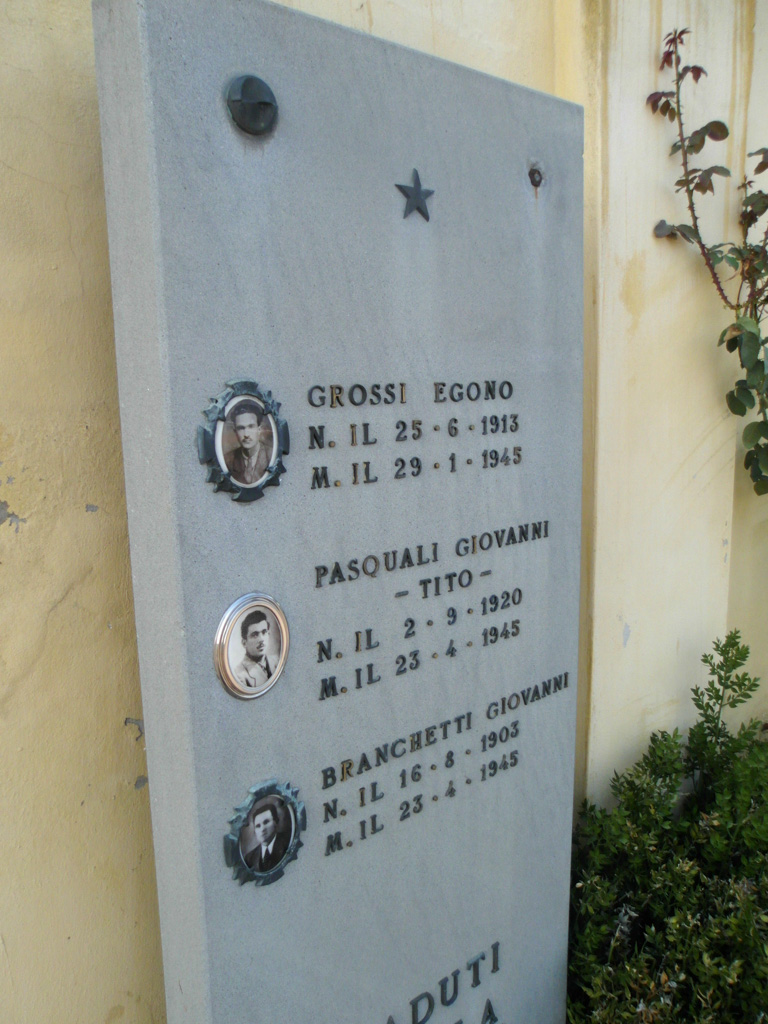 GROSSI EGONO
N. IL 25·6·1913
M. IL 29·1·1945
PASQUALI GIOVANNI
-TITO-
N. IL 2·9·1920
M. IL 23·4·1945
BRANCHETTI GIOVANNI
N. IL 16·8·1903
M. IL 23·4·1945
ADUTI